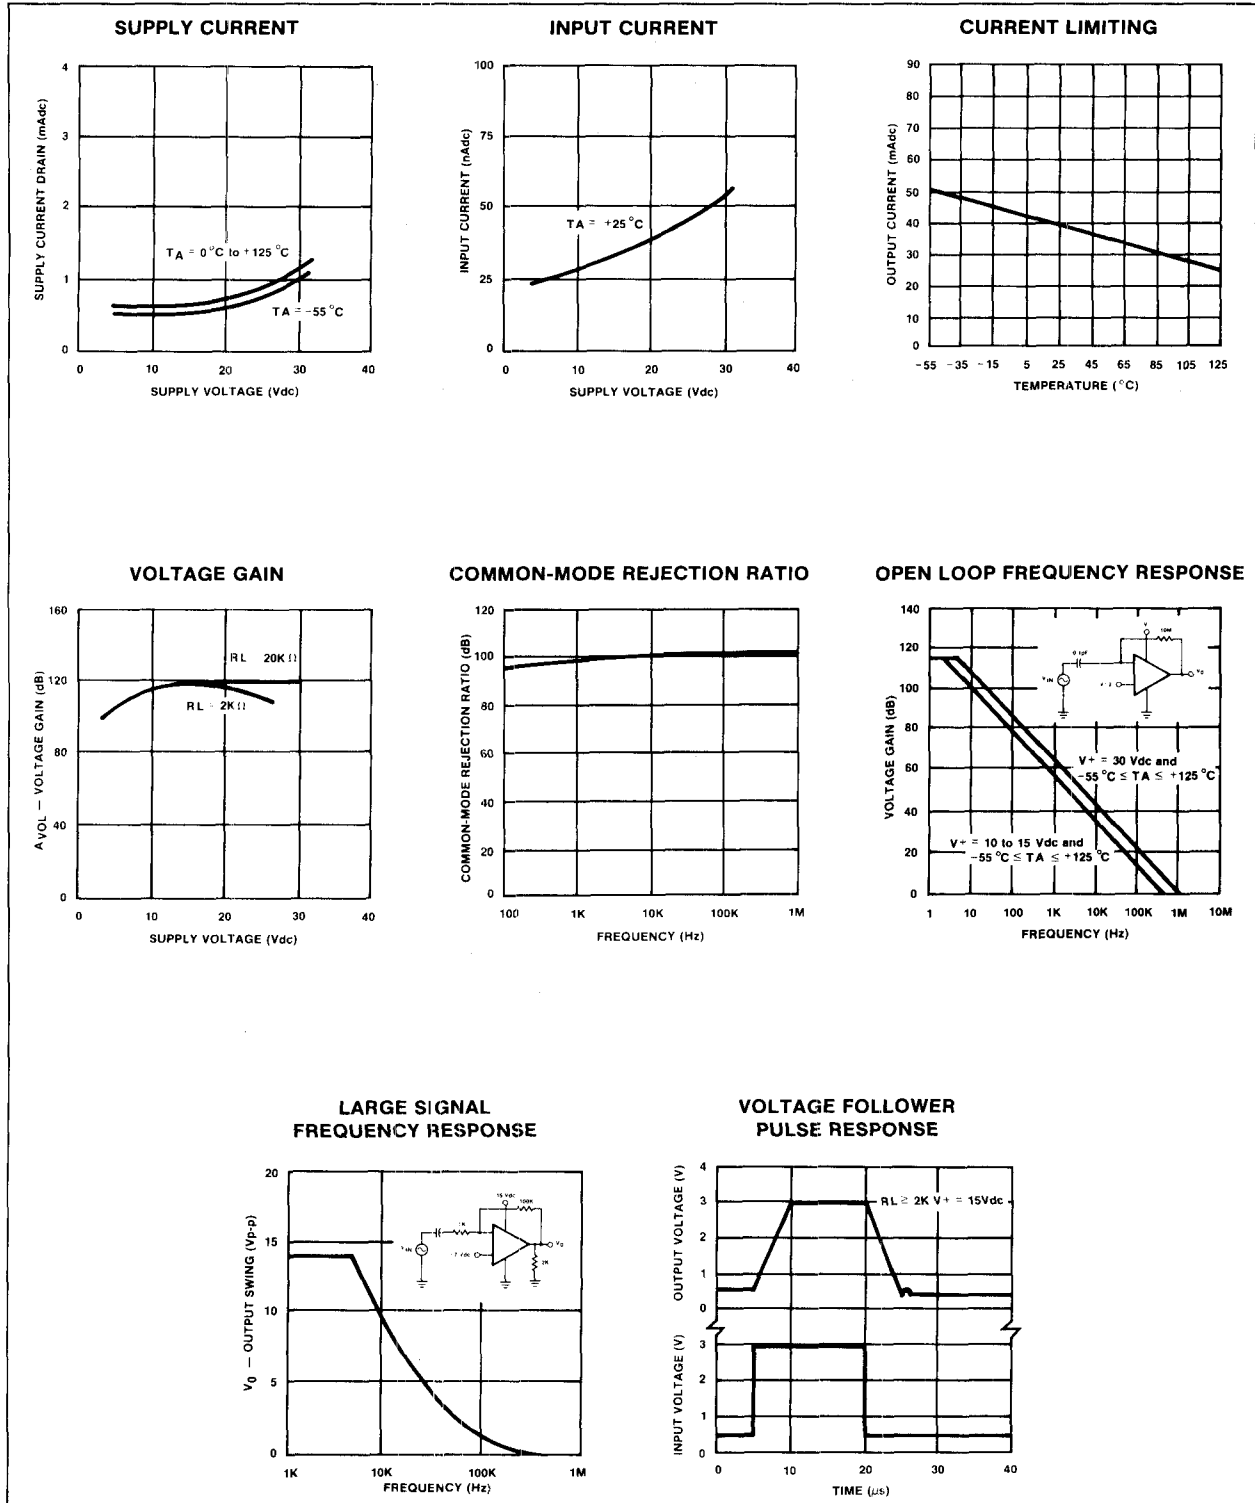 SUPPLY CURRENT
SUPPLY CURRENT DRAIN (mAdc)
4
3
2
1
0
TA = 0°C to +125°C
TA = -55°C
0 10 20 30 40
SUPPLY VOLTAGE (Vdc)
INPUT CURRENT
INPUT CURRENT (nAdc)
100
75
50
25
0
TA = +25°C
0 10 20 30 40
SUPPLY VOLTAGE (Vdc)
CURRENT LIMITING
OUTPUT CURRENT (mAdc)
90
80
70
60
50
40
30
20
10
0
-55 -35 -15 5 25 45 65 85 105 125
TEMPERATURE (°C)
VOLTAGE GAIN
AVOL — VOLTAGE GAIN (dB)
160
120
80
40
0
RL 20KΩ
RL = 2KΩ
0 10 20 30 40
SUPPLY VOLTAGE (Vdc)
COMMON-MODE REJECTION RATIO
COMMON-MODE REJECTION RATIO (dB)
120
100
80
60
40
20
0
100 1K 10K 100K 1M
FREQUENCY (Hz)
OPEN LOOP FREQUENCY RESPONSE
VOLTAGE GAIN (dB)
140
120
100
80
60
40
20
0
V
10M
VIN
VO
V+ = 30 Vdc and
-55°C ≤ TA ≤ +125°C
V+ = 10 to 15 Vdc and
-55°C ≤ TA ≤ +125°C
1 10 100 1K 10K 100K 1M 10M
FREQUENCY (Hz)
LARGE SIGNAL
FREQUENCY RESPONSE
VO — OUTPUT SWING (Vp-p)
20
15
10
5
0
15 Vdc
100K
1K
VIN
+7 Vdc
VO
2K
1K 10K 100K 1M
FREQUENCY (Hz)
VOLTAGE FOLLOWER
PULSE RESPONSE
OUTPUT VOLTAGE (V)
4
3
2
1
0
RL ≥ 2K V+ = 15Vdc
INPUT VOLTAGE (V)
3
2
1
0
0 10 20 30 40
TIME (µs)